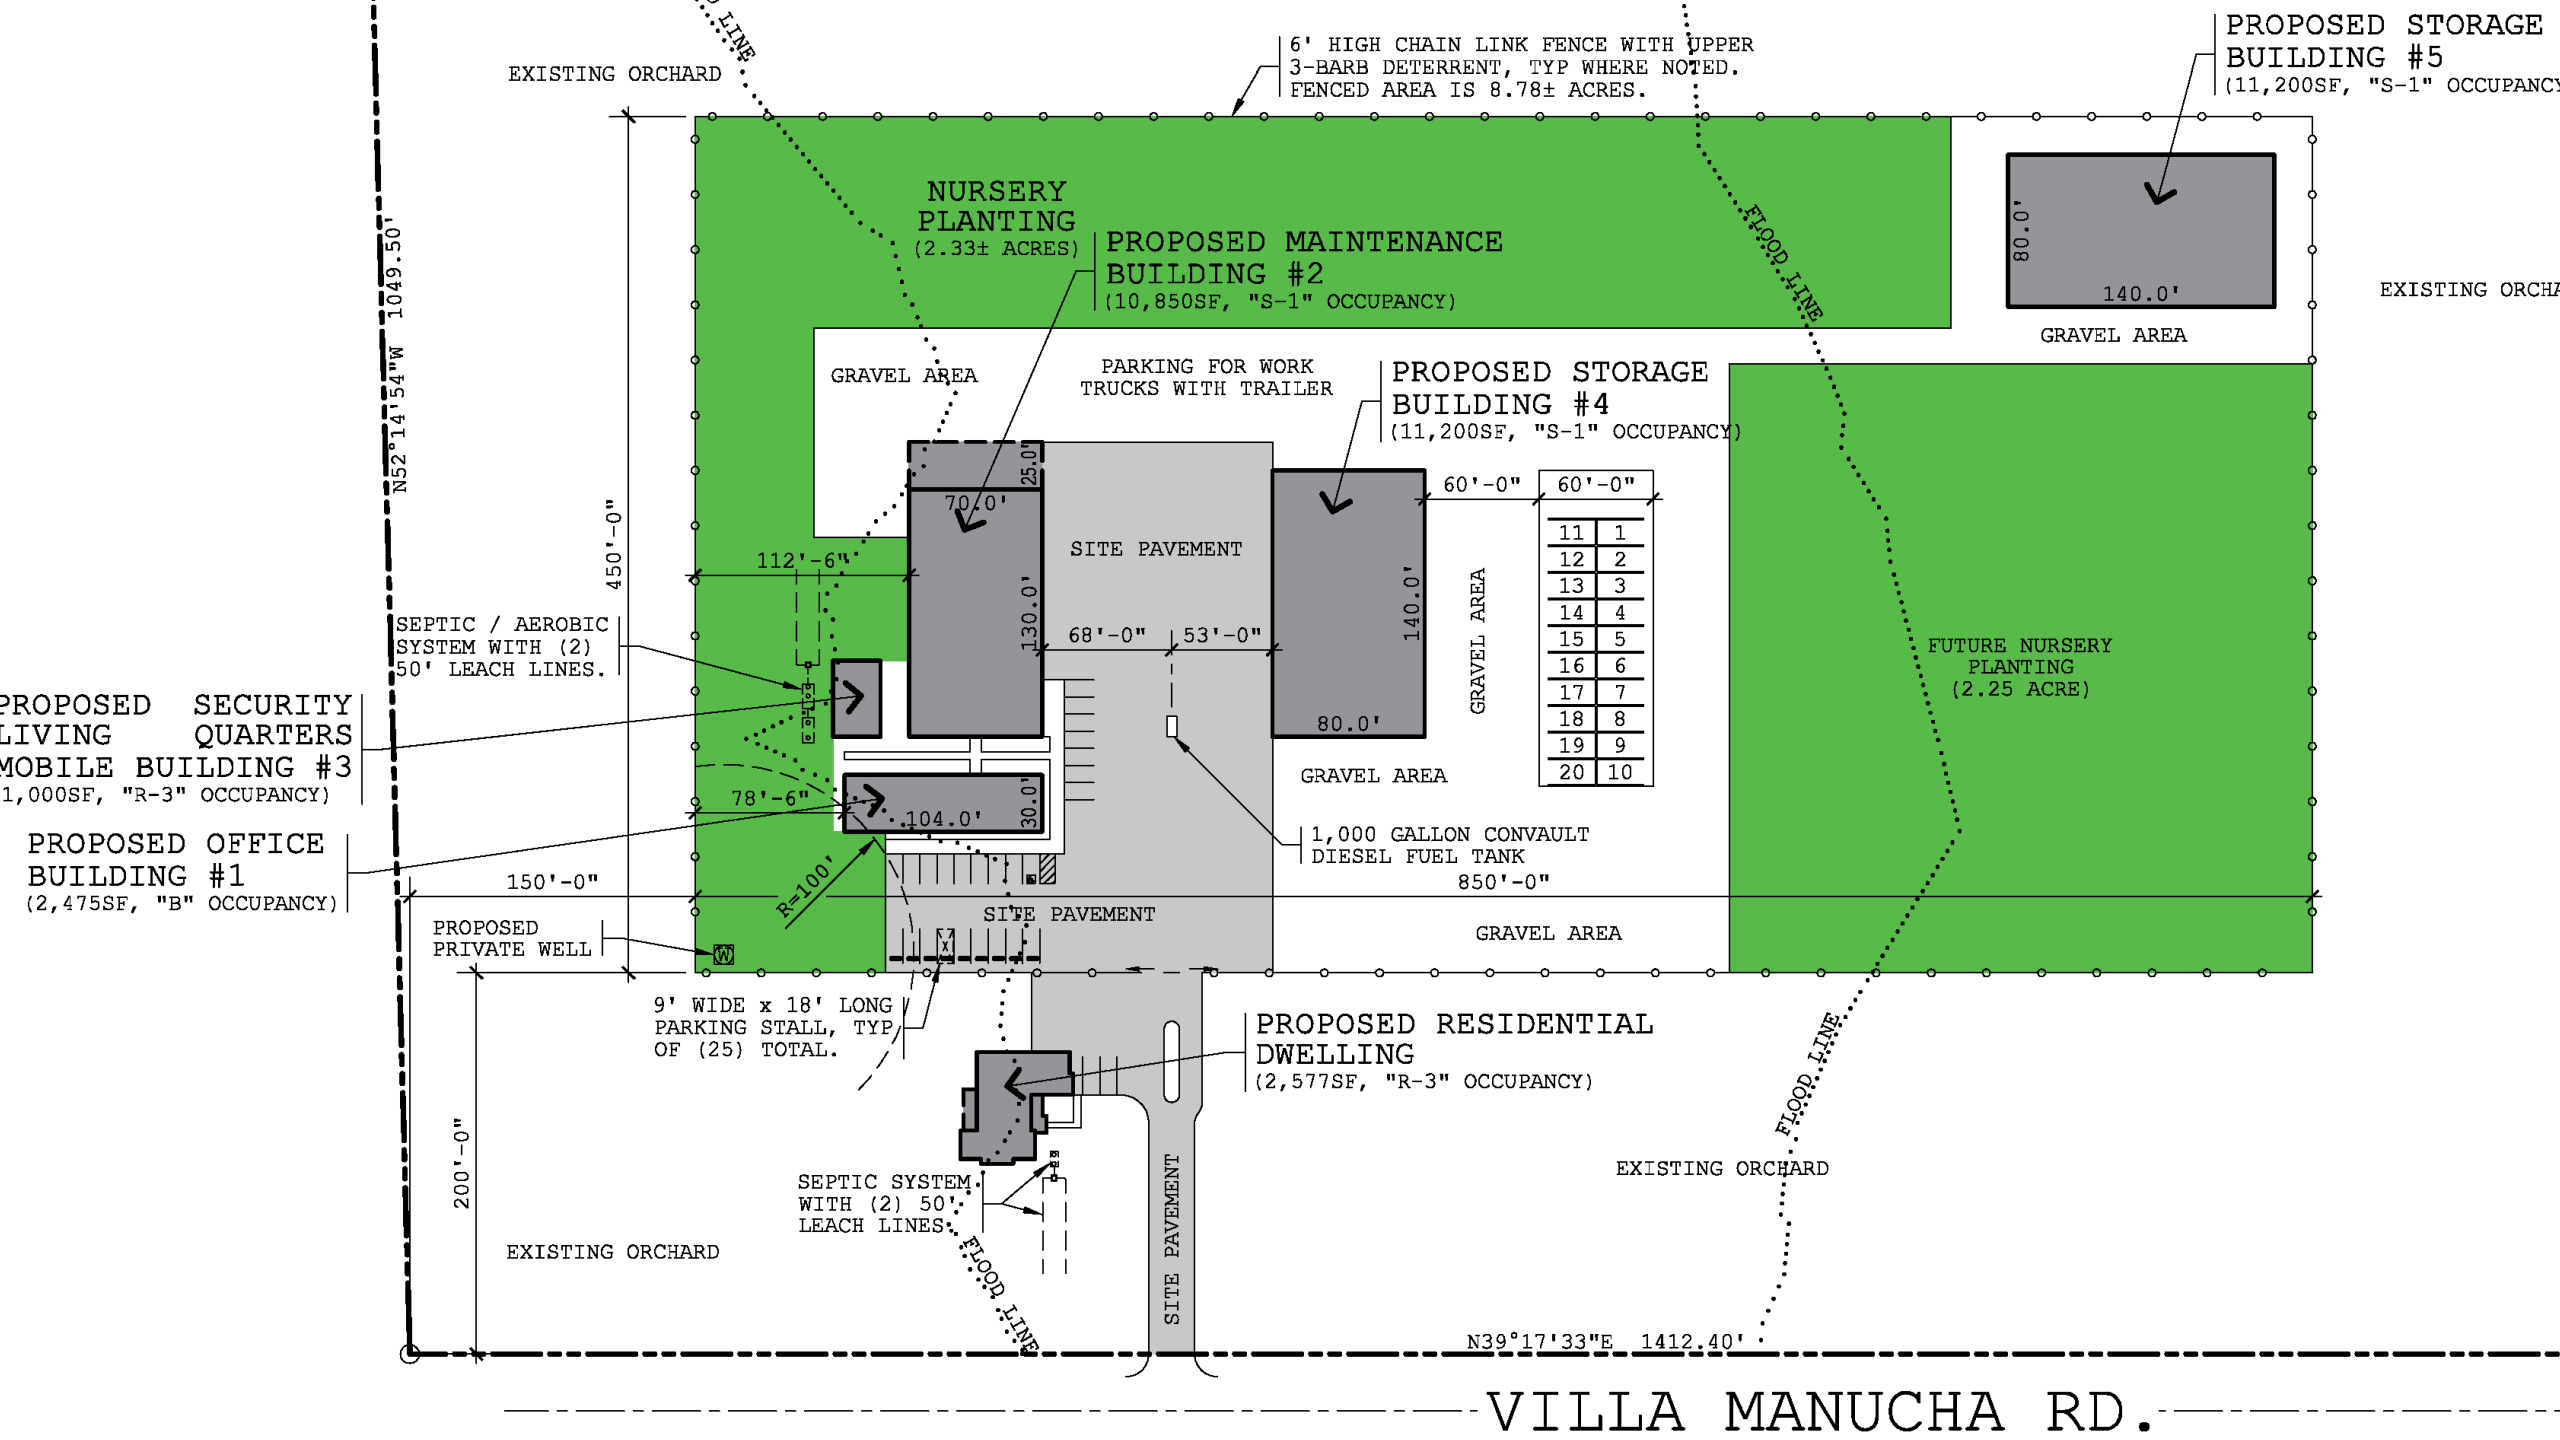 D LINE
EXISTING ORCHARD
6' HIGH CHAIN LINK FENCE WITH UPPER
3-BARB DETERRENT, TYP WHERE NOTED.
FENCED AREA IS 8.78± ACRES.
PROPOSED STORAGE
BUILDING #5
(11,200SF, "S-1" OCCUPANCY
NURSERY
PLANTING
(2.33± ACRES)
PROPOSED MAINTENANCE
BUILDING #2
(10,850SF, "S-1" OCCUPANCY)
FLOOD LINE
80.0'
140.0'
GRAVEL AREA
EXISTING ORCHA
N52°14'54"W 1049.50'
GRAVEL AREA
PARKING FOR WORK
TRUCKS WITH TRAILER
PROPOSED STORAGE
BUILDING #4
(11,200SF, "S-1" OCCUPANCY)
25.0'
70.0'
130.0'
60'-0"
60'-0"
450'-0"
112'-6"
SITE PAVEMENT
140.0'
80.0'
GRAVEL AREA
11 1
12 2
13 3
14 4
15 5
16 6
17 7
18 8
19 9
20 10
SEPTIC / AEROBIC
SYSTEM WITH (2)
50' LEACH LINES.
68'-0"
53'-0"
FUTURE NURSERY
PLANTING
(2.25 ACRE)
PROPOSED SECURITY
LIVING QUARTERS
MOBILE BUILDING #3
1,000SF, "R-3" OCCUPANCY)
GRAVEL AREA
78'-6"
104.0'
30.0'
PROPOSED OFFICE
BUILDING #1
(2,475SF, "B" OCCUPANCY)
1,000 GALLON CONVAULT
DIESEL FUEL TANK
150'-0"
R=100'
850'-0"
PROPOSED
PRIVATE WELL
W
SITE PAVEMENT
X
GRAVEL AREA
9' WIDE x 18' LONG
PARKING STALL, TYP
OF (25) TOTAL.
PROPOSED RESIDENTIAL
DWELLING
(2,577SF, "R-3" OCCUPANCY)
FLOOD LINE
200'-0"
SEPTIC SYSTEM
WITH (2) 50'
LEACH LINES.
SITE PAVEMENT
EXISTING ORCHARD
EXISTING ORCHARD
FLOOD LINE
N39°17'33"E 1412.40'
VILLA MANUCHA RD.